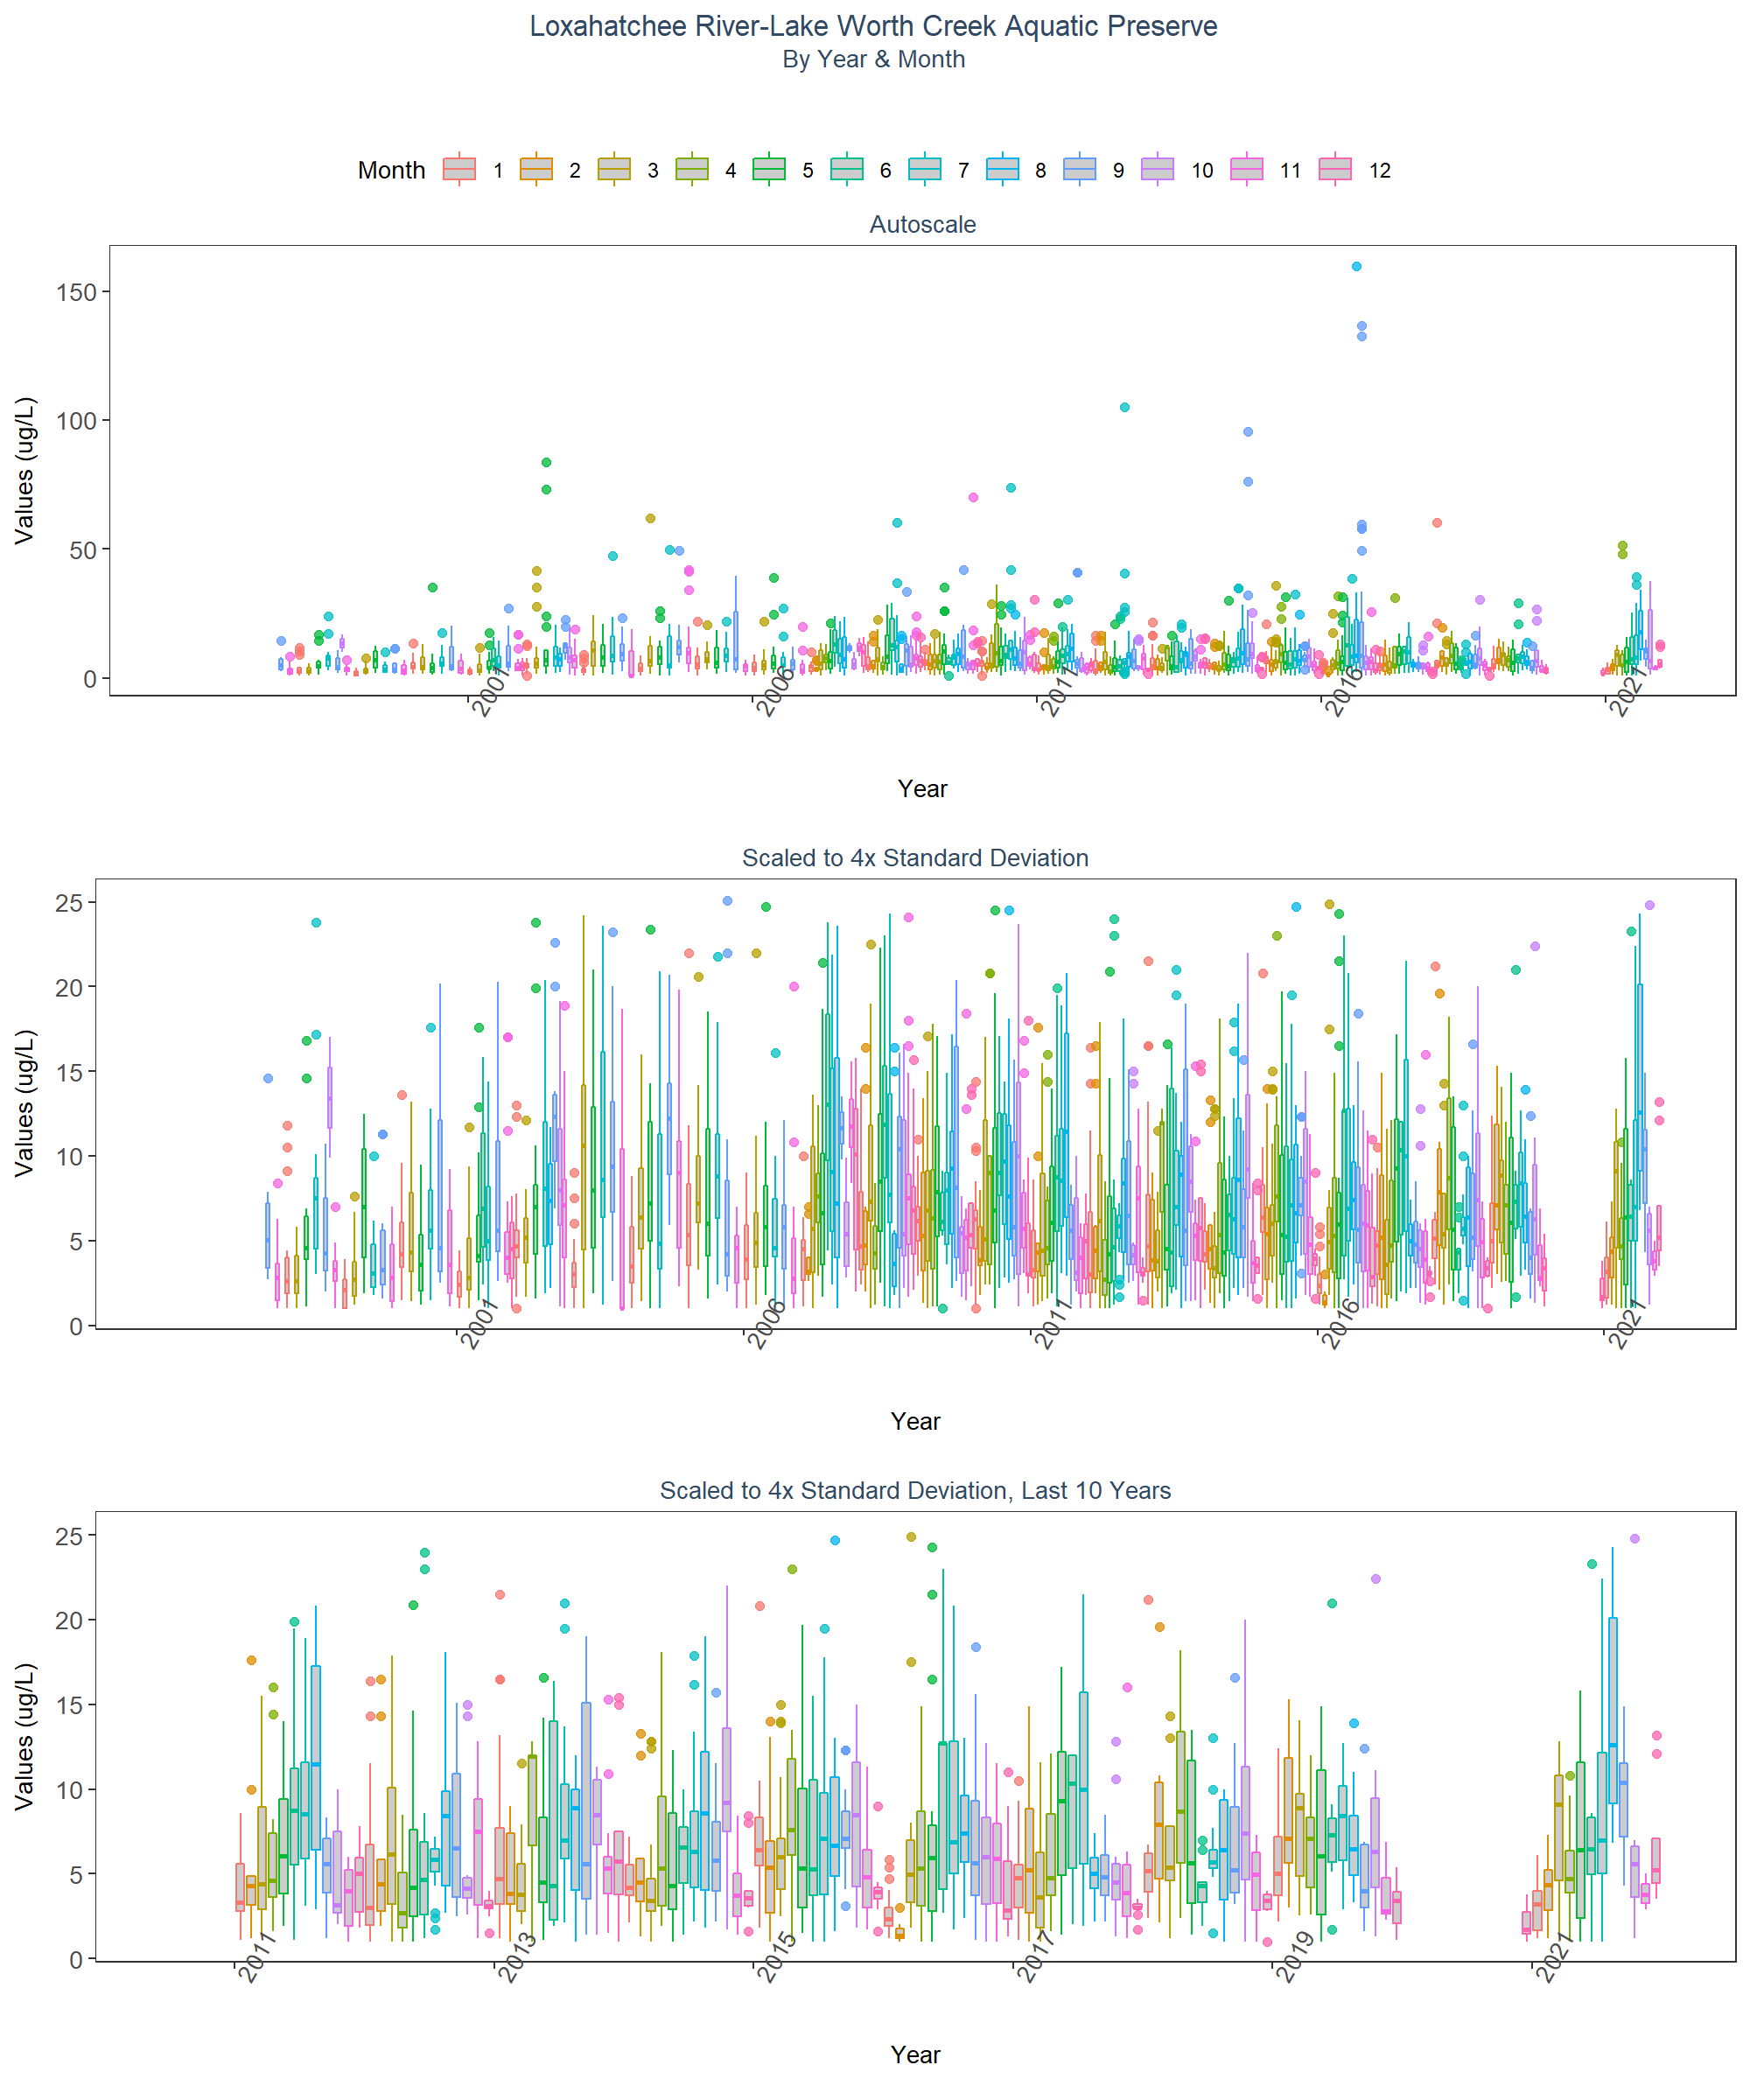 Loxahatchee River-Lake Worth Creek Aquatic Preserve
By Year & Month
Month 1 2 3 4 5 6 7 8 9 10 11 12
Autoscale
150
100
50
0
Values (ug/L)
2001 2006 2011 2016 2021
Year
Scaled to 4x Standard Deviation
25
20
15
10
5
0
Values (ug/L)
2001 2006 2011 2016 2021
Year
Scaled to 4x Standard Deviation, Last 10 Years
25
20
15
10
5
0
Values (ug/L)
2011 2013 2015 2017 2019 2021
Year